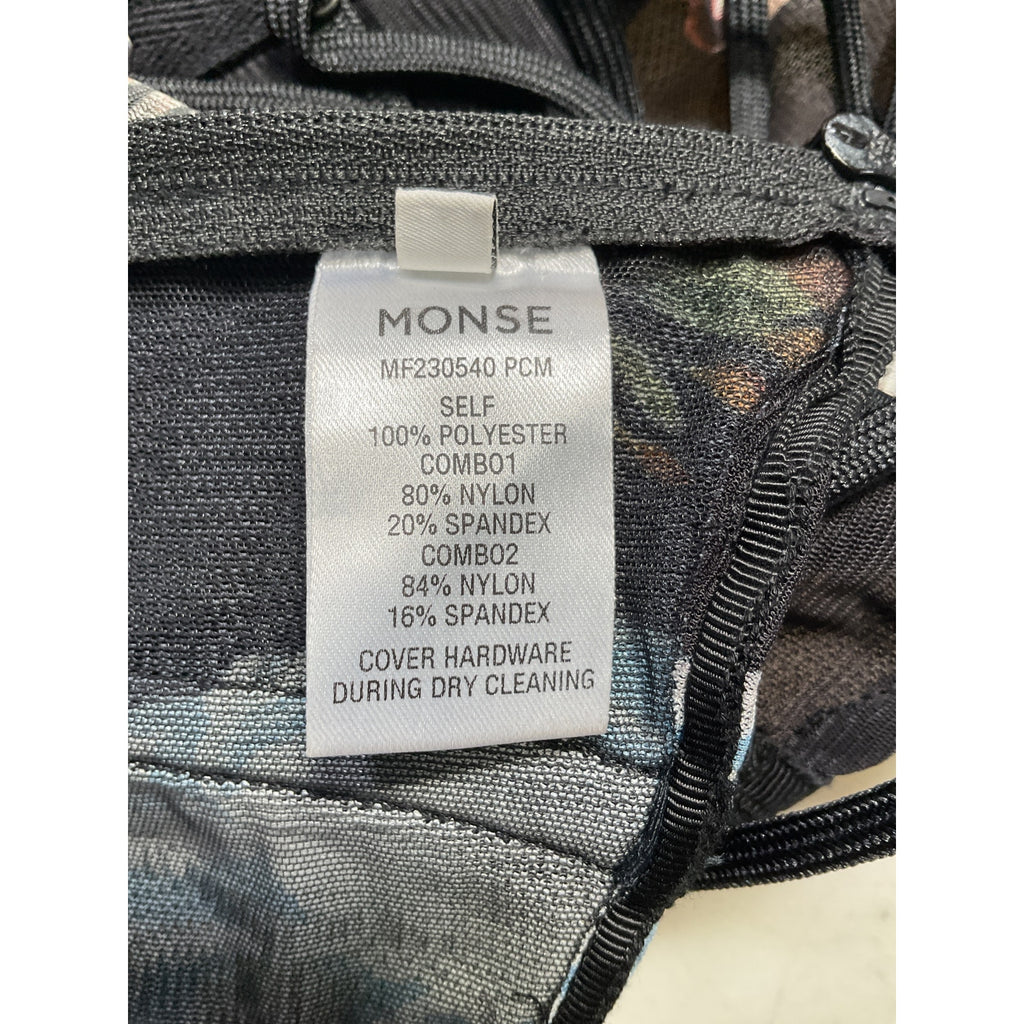 MONSE
MF230540 PCM
SELF
100% POLYESTER
COMBO1
80% NYLON
20% SPANDEX
COMBO2
84% NYLON
16% SPANDEX
COVER HARDWARE
DURING DRY CLEANING